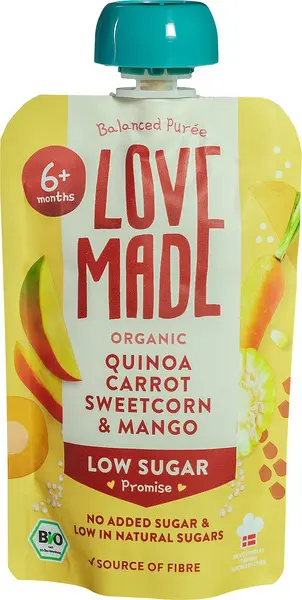 Balanced Purée
6+
months
LOVE
MADE
ORGANIC
QUINOA
CARROT
SWEETCORN
& MANGO
LOW SUGAR
Promise
NO ADDED SUGAR &
LOW IN NATURAL SUGARS
BIO
✓SOURCE OF FIBRE